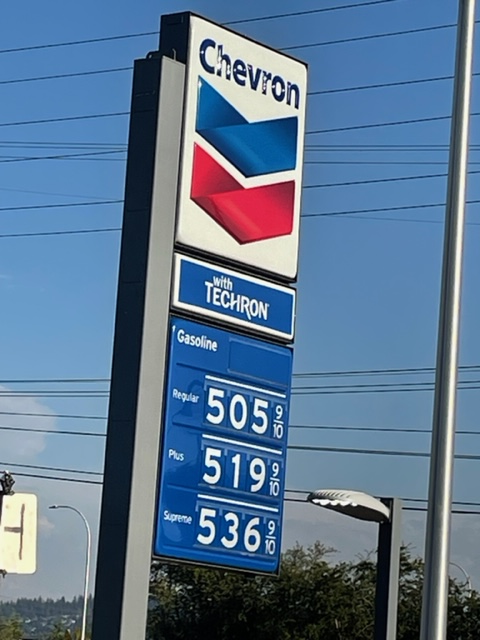 Chevron
with
TECHRON
Gasoline
Regular 505 9/10
Plus 519 9/10
Supreme 536 9/10